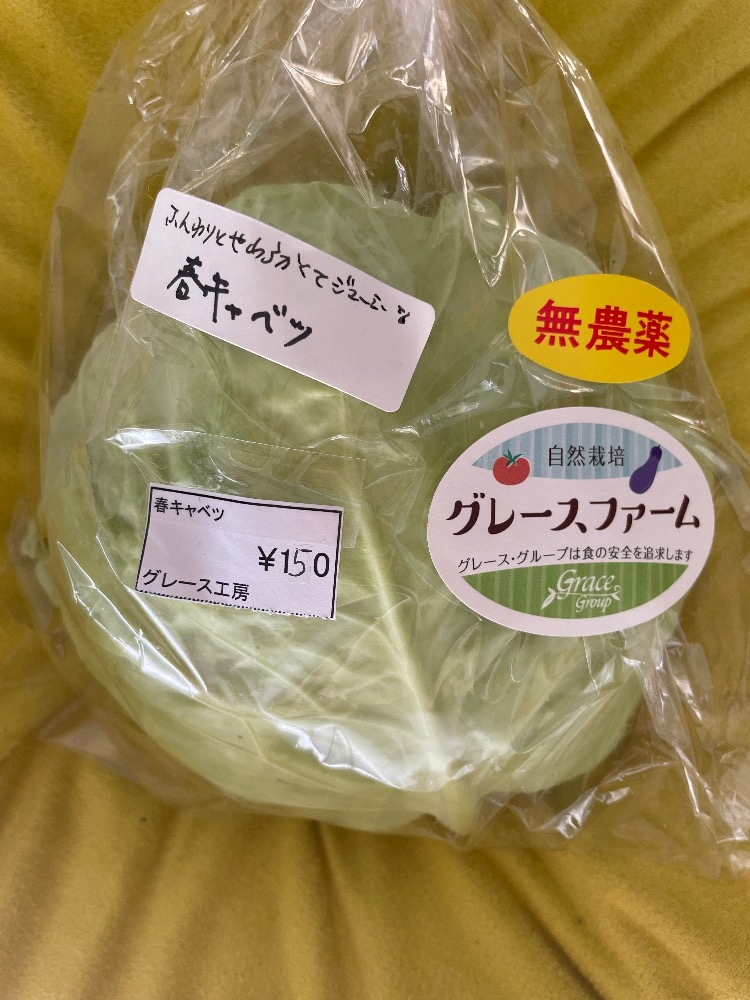 ふんわりとやわらかくてジューシーな
春キャベツ
無農薬
自然栽培
グレースファーム
グレース・グループは食の安全を追求します
Grace
Group
春キャベツ
¥150
グレース工房